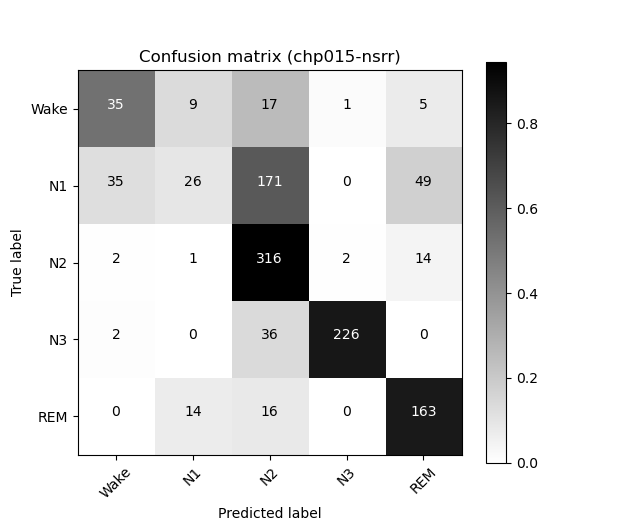 Confusion matrix (chp015-nsrr)
Wake 35 9 17 1 5
N1 35 26 171 0 49
N2 2 1 316 2 14
N3 2 0 36 226 0
REM 0 14 16 0 163
Wake N1 N2 N3 REM
True label
Predicted label
0.8
0.6
0.4
0.2
0.0